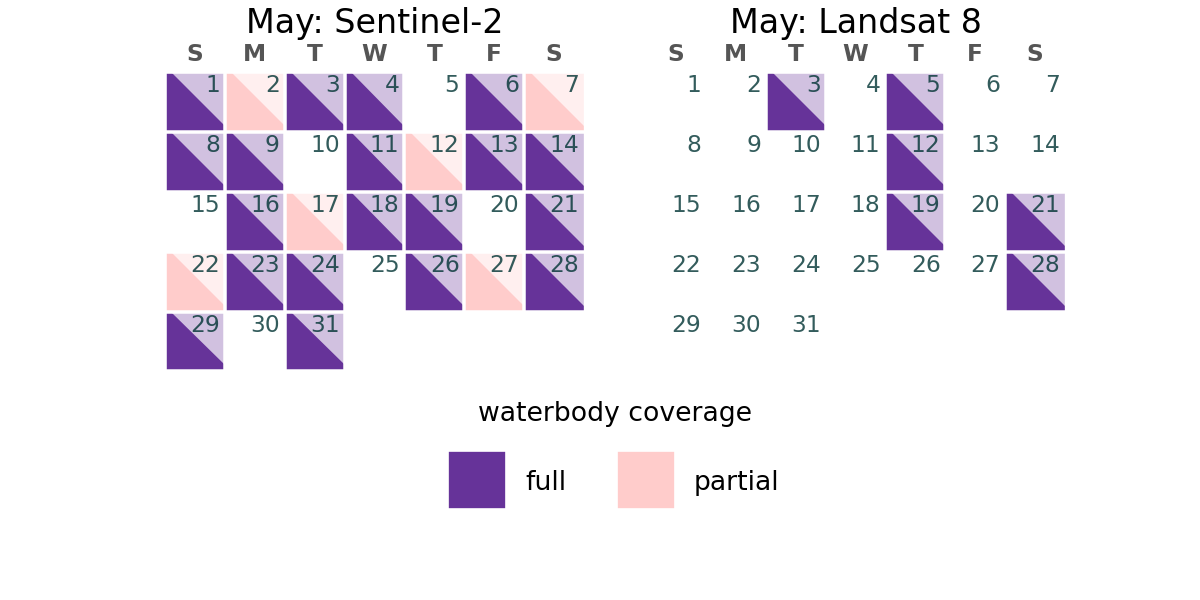 May: Sentinel-2
S M T W T F S
1 2 3 4 5 6 7
8 9 10 11 12 13 14
15 16 17 18 19 20 21
22 23 24 25 26 27 28
29 30 31
May: Landsat 8
S M T W T F S
1 2 3 4 5 6 7
8 9 10 11 12 13 14
15 16 17 18 19 20 21
22 23 24 25 26 27 28
29 30 31
waterbody coverage
full partial